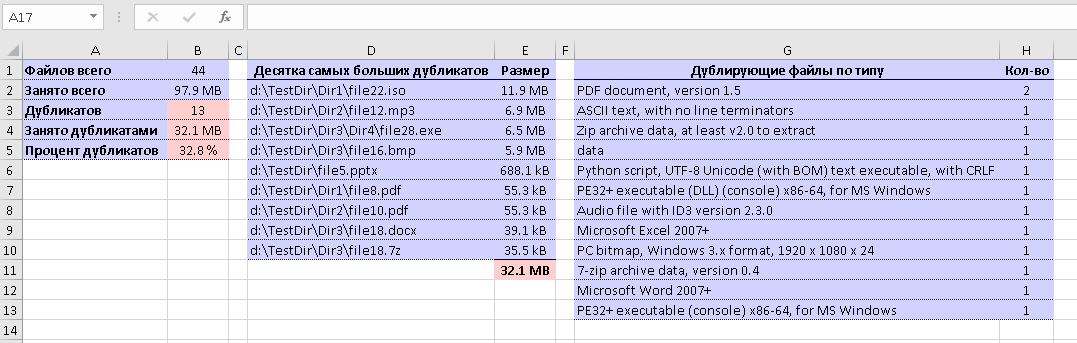 A17
fx
A B C D E F G H
1 Файлов всего 44 Десятка самых больших дубликатов Размер Дублирующие файлы по типу Кол-во
2 Занято всего 97.9 MB d:\TestDir\Dir1\file22.iso 11.9 MB PDF document, version 1.5 2
3 Дубликатов 13 d:\TestDir\Dir2\file12.mp3 6.9 MB ASCII text, with no line terminators 1
4 Занято дубликатами 32.1 MB d:\TestDir\Dir3\Dir4\file28.exe 6.5 MB Zip archive data, at least v2.0 to extract 1
5 Процент дубликатов 32.8 % d:\TestDir\Dir3\file16.bmp 5.9 MB data 1
6 d:\TestDir\file5.pptx 688.1 kB Python script, UTF-8 Unicode (with BOM) text executable, with CRLF 1
7 d:\TestDir\Dir1\file8.pdf 55.3 kB PE32+ executable (DLL) (console) x86-64, for MS Windows 1
8 d:\TestDir\Dir2\file10.pdf 55.3 kB Audio file with ID3 version 2.3.0 1
9 d:\TestDir\Dir3\file18.docx 39.1 kB Microsoft Excel 2007+ 1
10 d:\TestDir\Dir3\file18.7z 35.5 kB PC bitmap, Windows 3.x format, 1920 x 1080 x 24 1
11 32.1 MB 7-zip archive data, version 0.4 1
12 Microsoft Word 2007+ 1
13 PE32+ executable (console) x86-64, for MS Windows 1
14